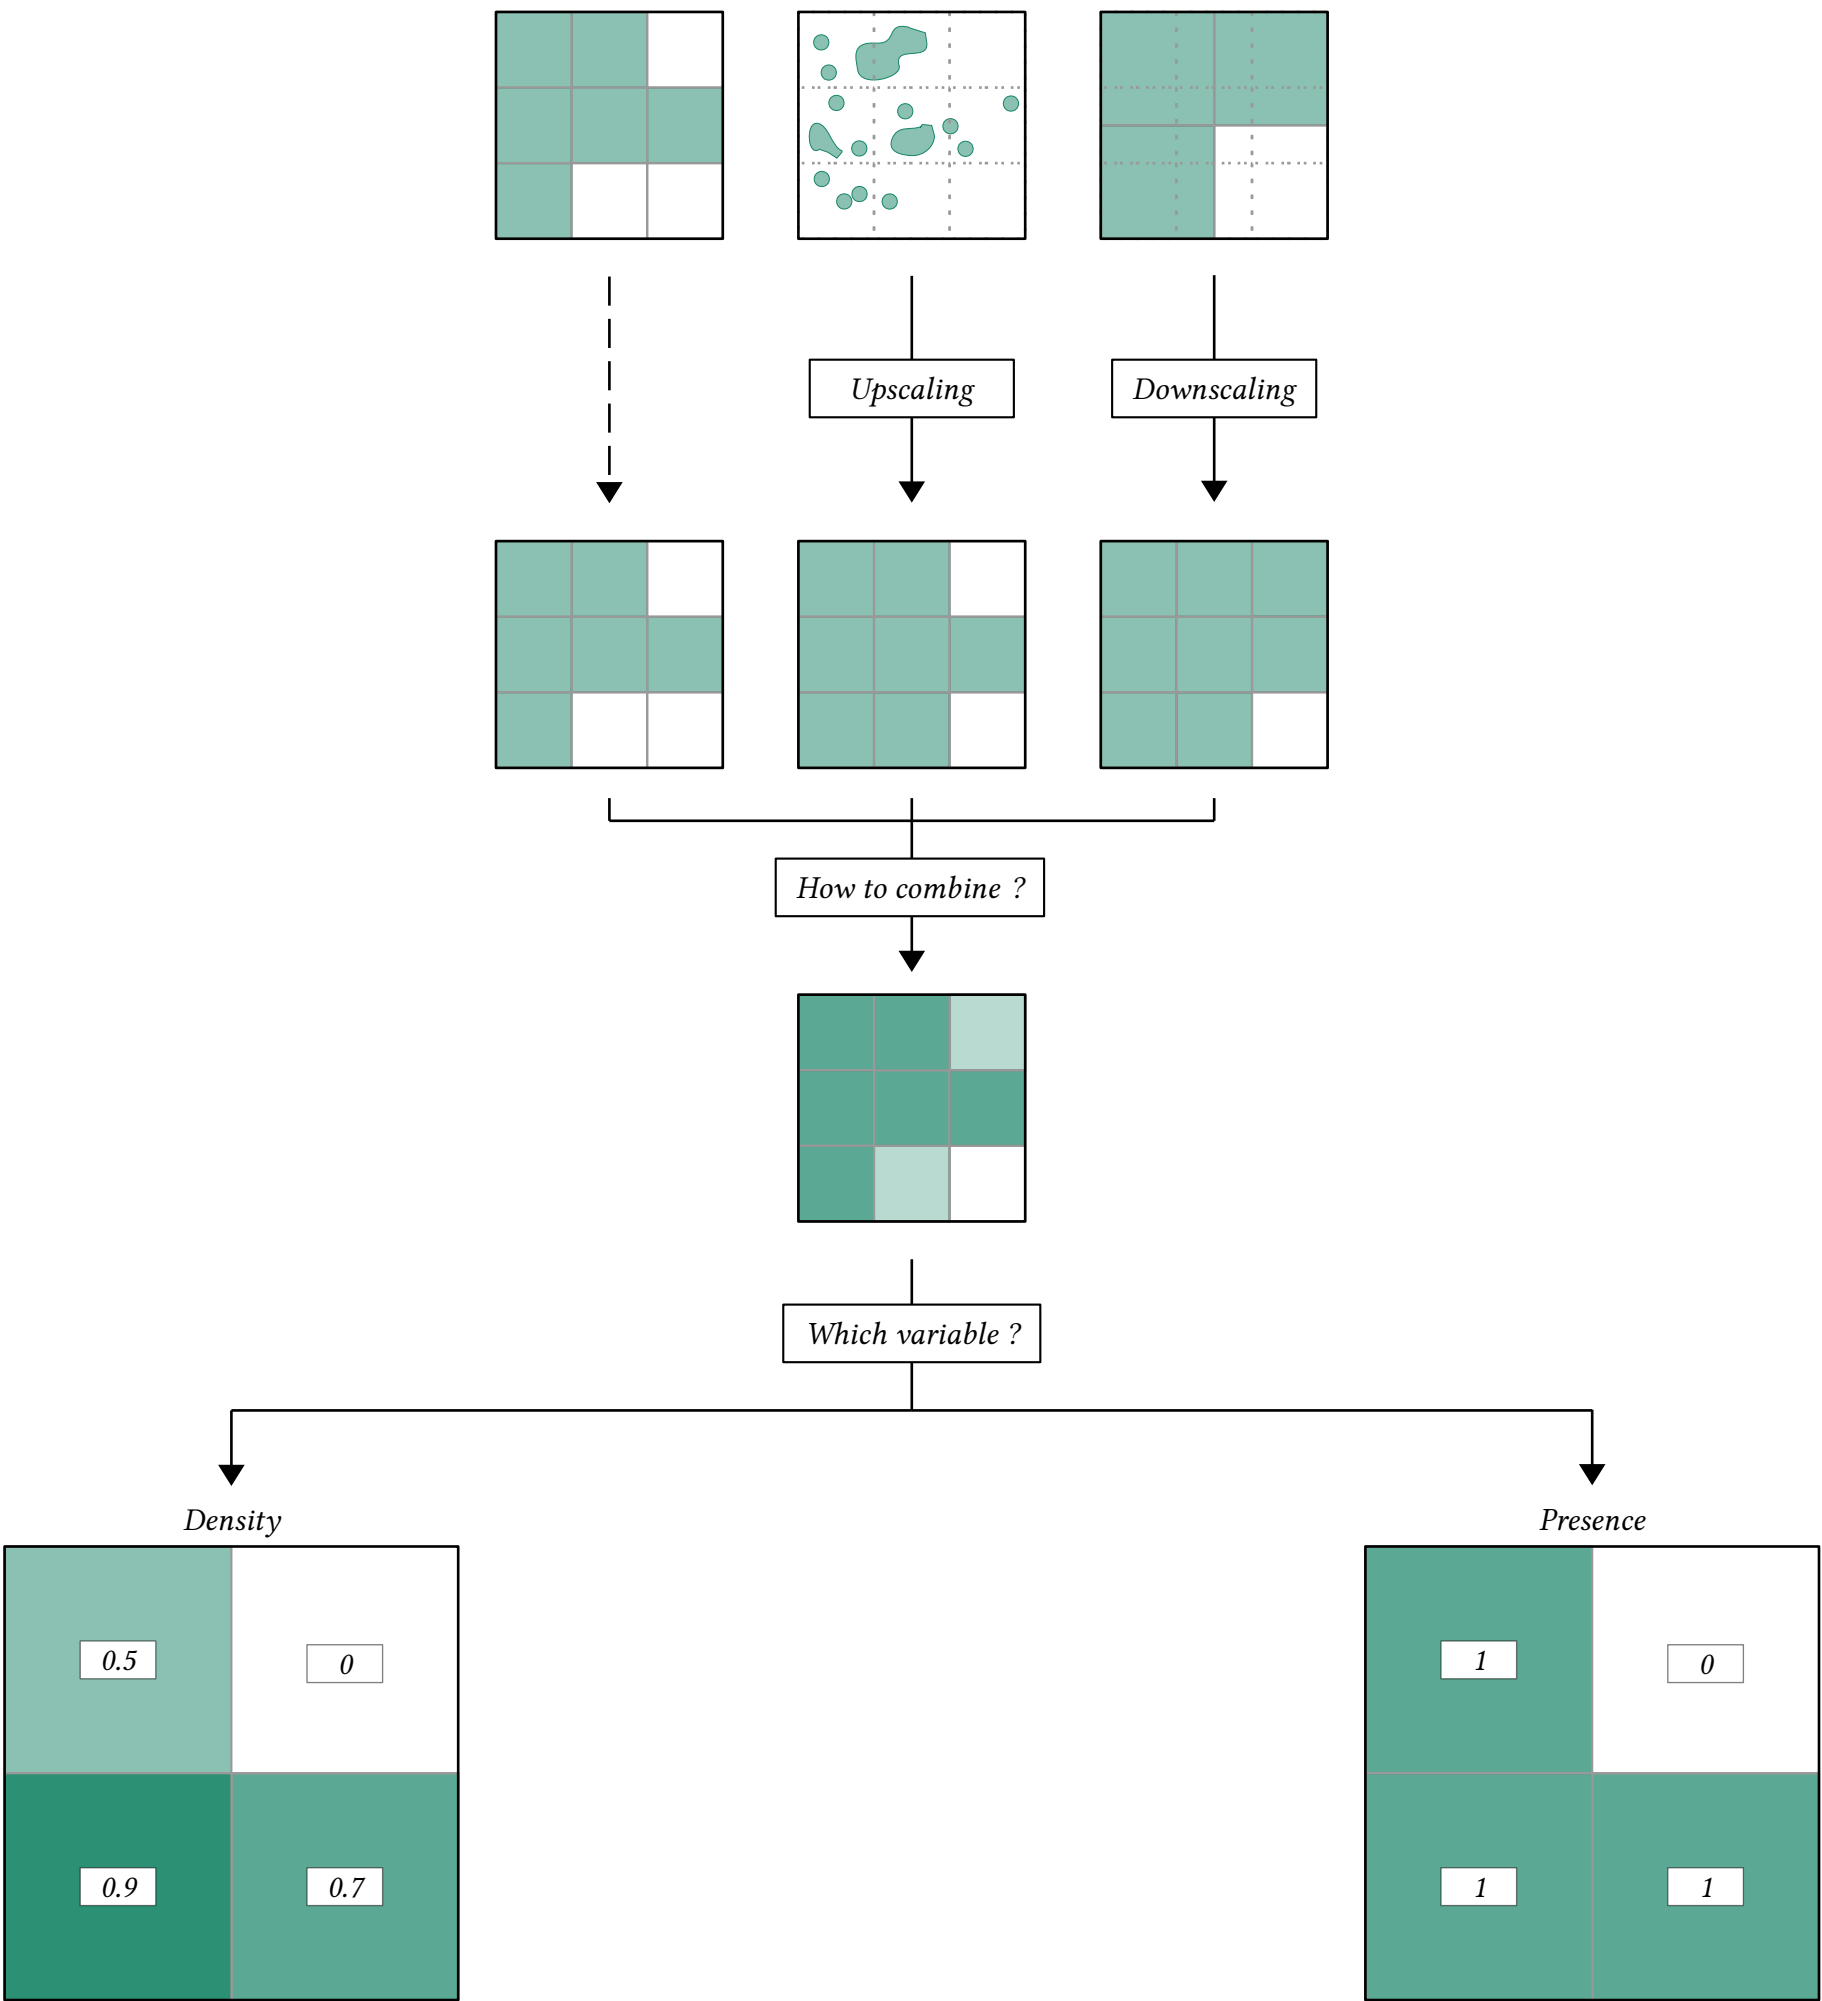 Upscaling
Downscaling
How to combine ?
Which variable ?
Density
Presence
0.5
0
1
0
0.9
0.7
1
1